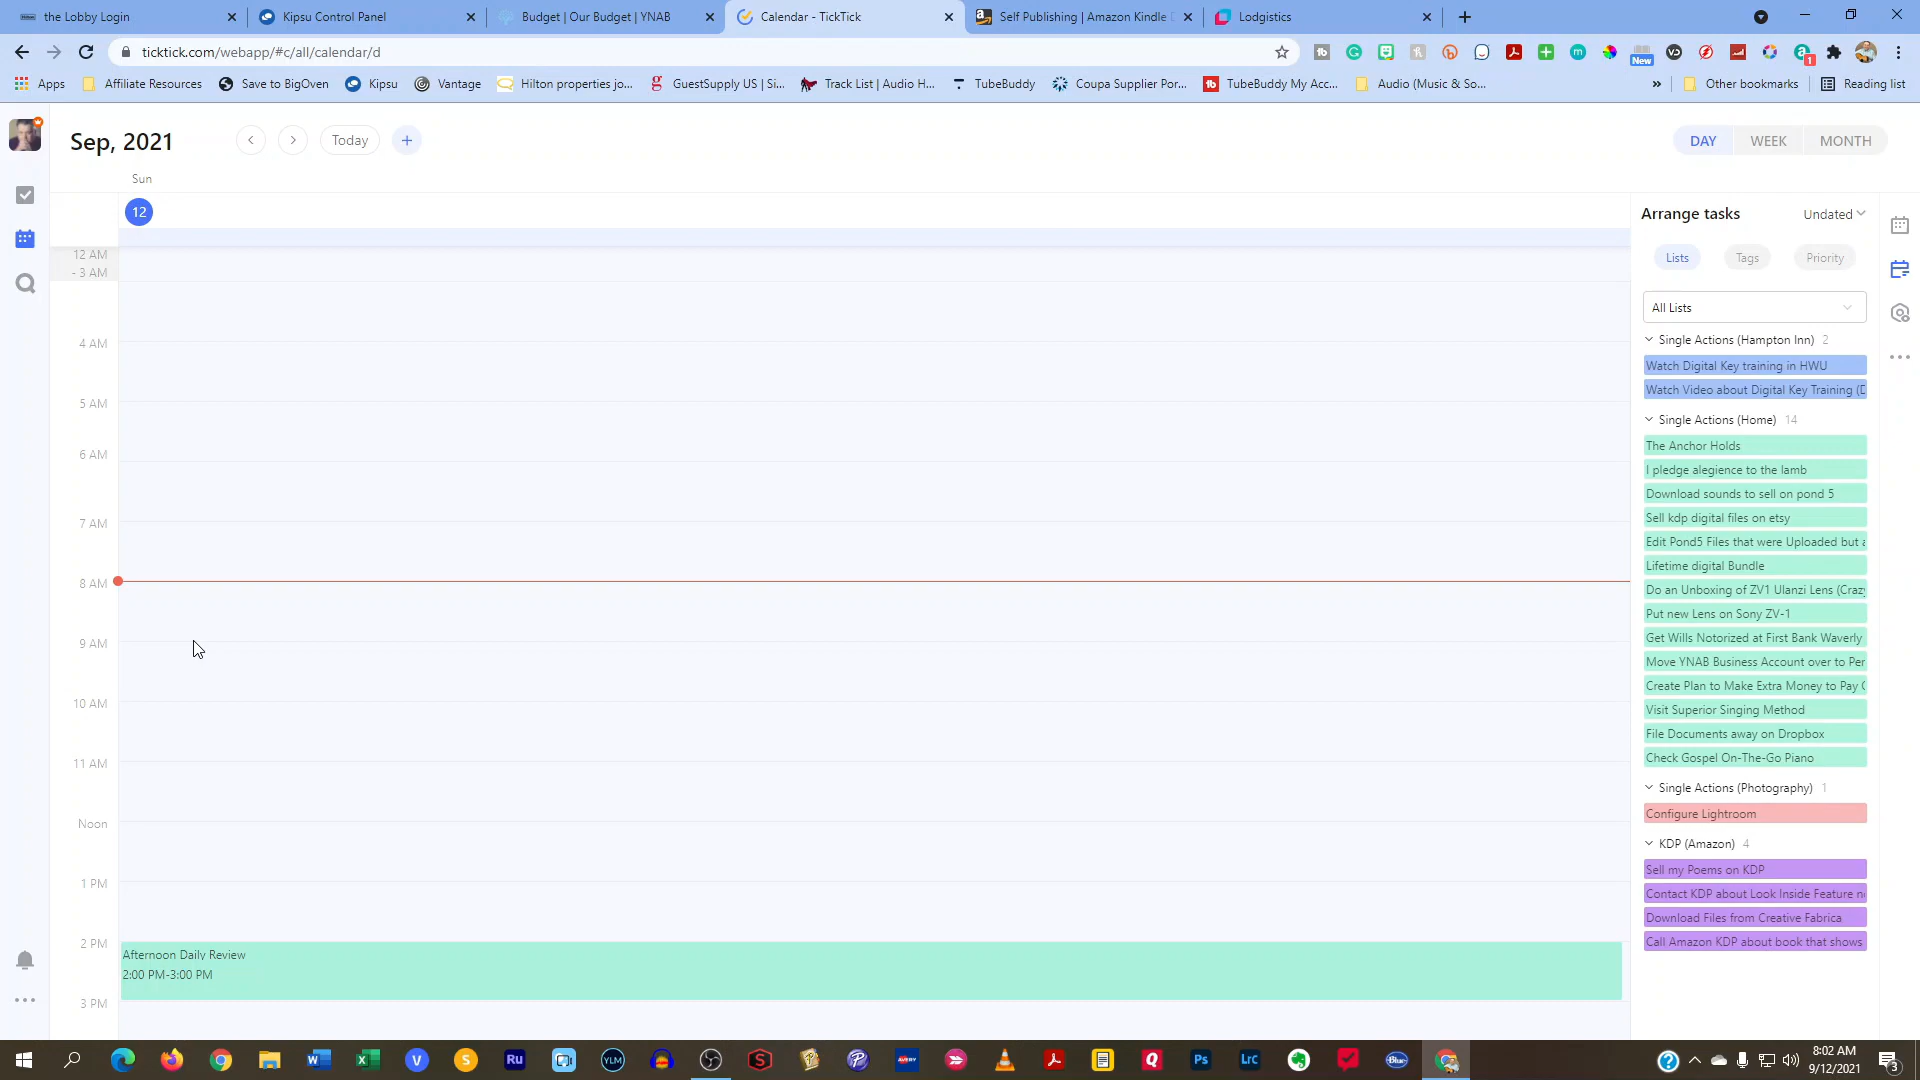 the Lobby Login
Kipsu Control Panel
Budget | Our Budget | YNAB
Calendar - TickTick
Self Publishing | Amazon Kindle
Lodgistics
ticktick.com/webapp/#c/all/calendar/d
New
1
Apps
Affiliate Resources
Save to BigOven
Kipsu
Vantage
Hilton properties jo...
GuestSupply US | Si...
Track List | Audio H...
TubeBuddy
Coupa Supplier Por...
TubeBuddy My Acc...
Audio (Music & So...
»
Other bookmarks
Reading list
Sep, 2021
Today
DAY
WEEK
MONTH
Sun
12
12 AM
- 3 AM
4 AM
5 AM
6 AM
7 AM
8 AM
9 AM
10 AM
11 AM
Noon
1 PM
2 PM
3 PM
Afternoon Daily Review
2:00 PM-3:00 PM
Arrange tasks
Undated
Lists
Tags
Priority
All Lists
Single Actions (Hampton Inn) 2
Watch Digital Key training in HWU
Watch Video about Digital Key Training (
Single Actions (Home) 14
The Anchor Holds
I pledge alegience to the lamb
Download sounds to sell on pond 5
Sell kdp digital files on etsy
Edit Pond5 Files that were Uploaded but
Lifetime digital Bundle
Do an Unboxing of ZV1 Ulanzi Lens (Crazy
Put new Lens on Sony ZV-1
Get Wills Notorized at First Bank Waverly
Move YNAB Business Account over to Per
Create Plan to Make Extra Money to Pay
Visit Superior Singing Method
File Documents away on Dropbox
Check Gospel On-The-Go Piano
Single Actions (Photography) 1
Configure Lightroom
KDP (Amazon) 4
Sell my Poems on KDP
Contact KDP about Look Inside Feature
Download Files from Creative Fabrica
Call Amazon KDP about book that shows
Ru
YLM
AVERY
Ps
Lrc
Blue
8:02 AM
9/12/2021
3